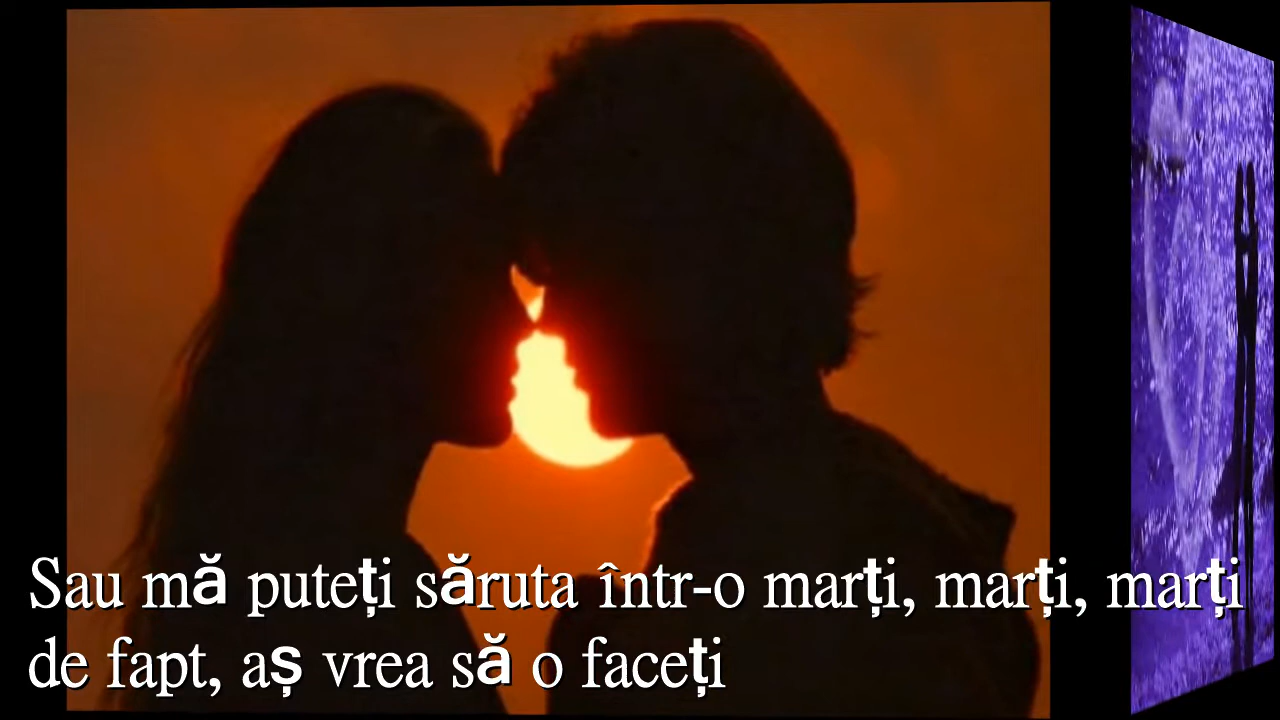 Sau mă puteți săruta într-o marți, marți, marți
de fapt, aș vrea să o faceți